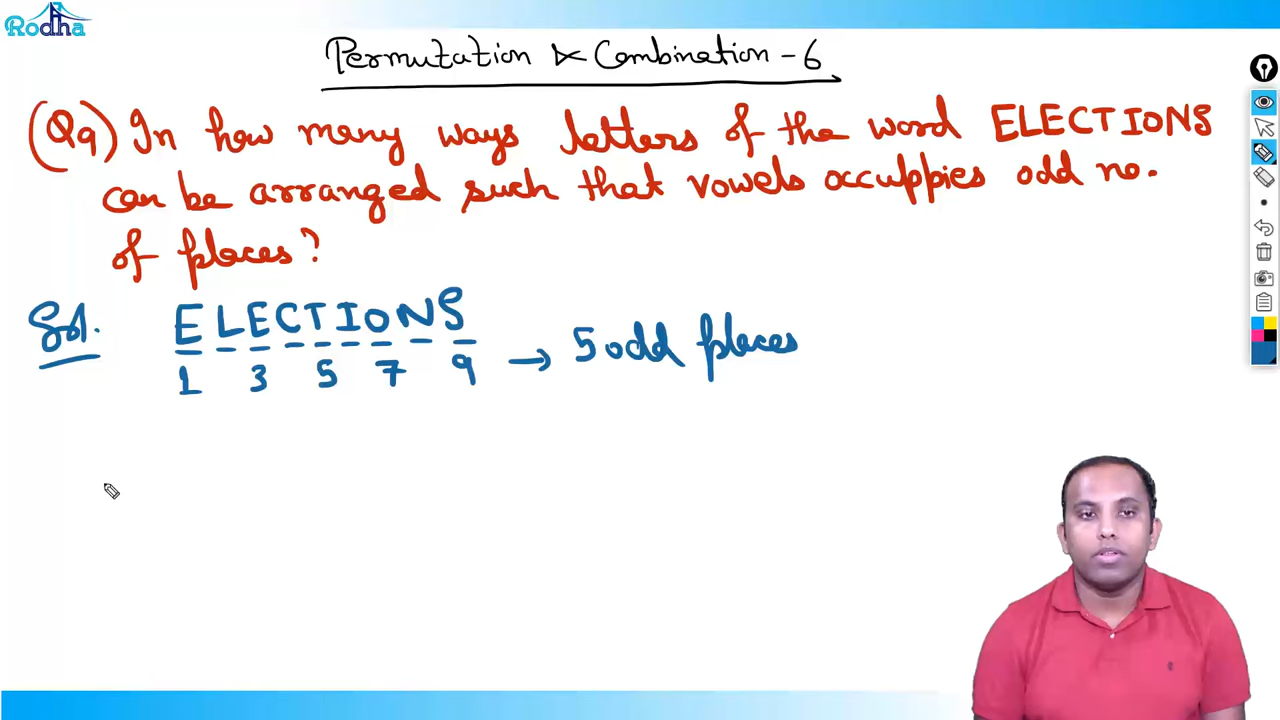 Rodha
Permutation & Combination - 6
(Q9) In how many ways letters of the word ELECTIONS
can be arranged such that vowels occuppies odd no.
of places?
Sol. ELECTIONS
1 3 5 7 9 → 5 odd places